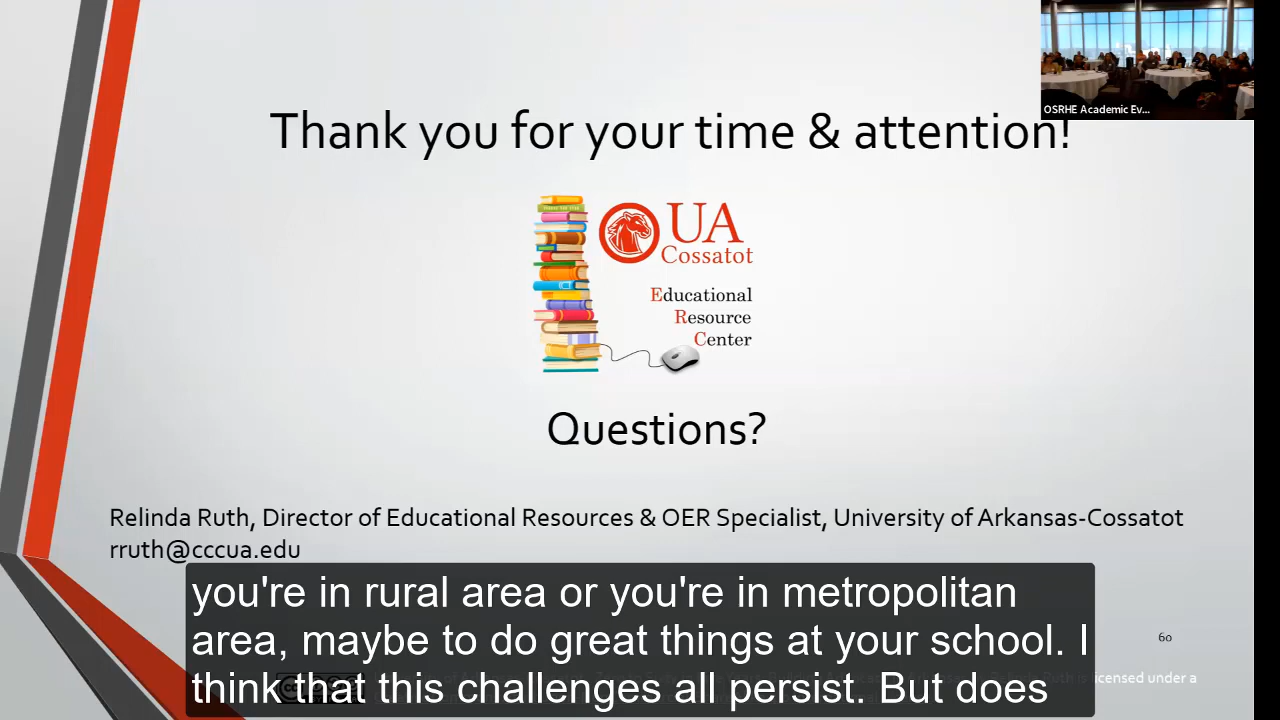 OSRHE Academic Ev...
Thank you for your time & attention!
UA
Cossatot
Educational
Resource
Center
Questions?
Relinda Ruth, Director of Educational Resources & OER Specialist, University of Arkansas-Cossatot
rruth@cccua.edu
you're in rural area or you're in metropolitan
area, maybe to do great things at your school. I
think that this challenges all persist. But does
60
licensed under a